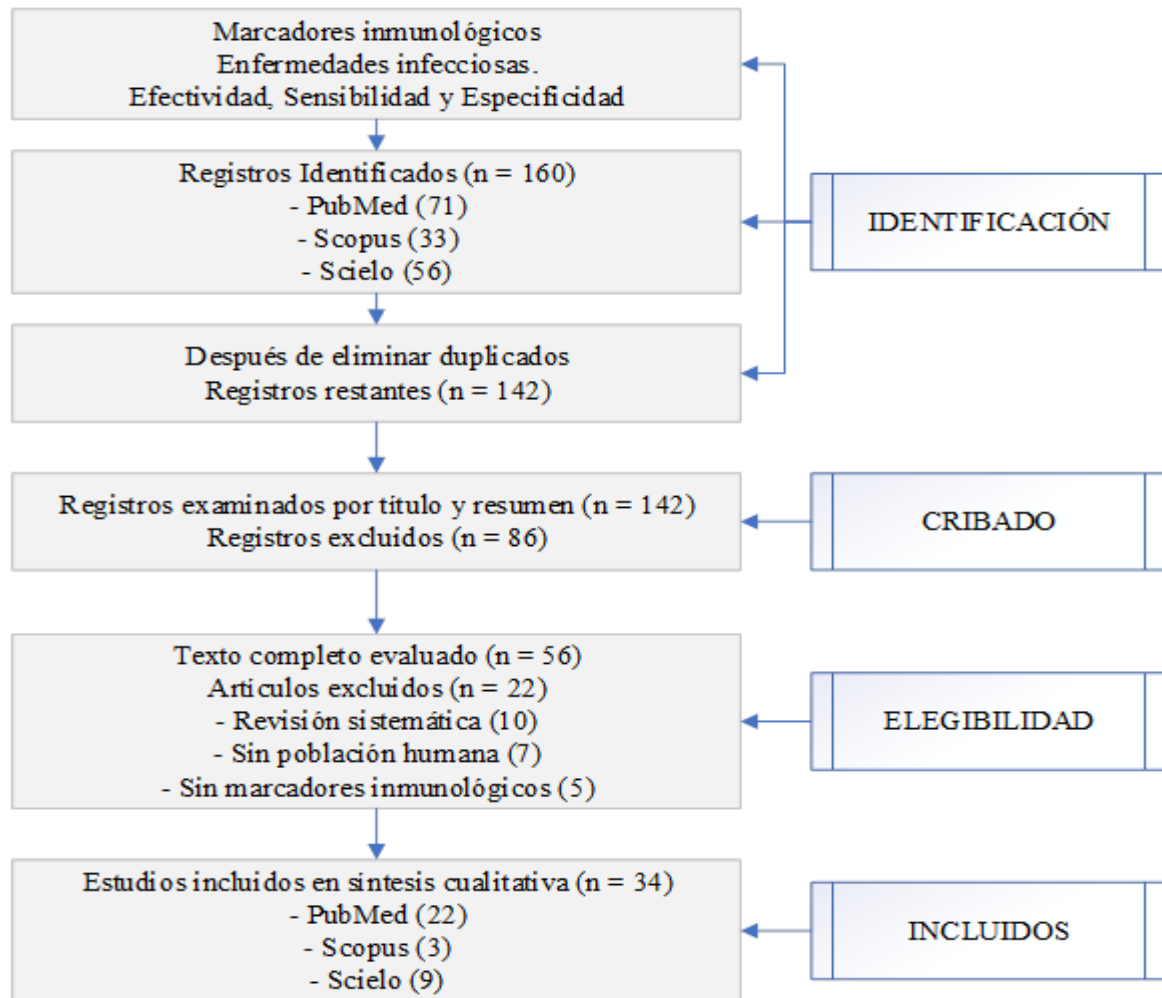 Marcadores inmunológicos
Enfermedades infecciosas.
Efectividad, Sensibilidad y Especificidad
Registros Identificados (n = 160)
- PubMed (71)
- Scopus (33)
- Scielo (56)
IDENTIFICACIÓN
Después de eliminar duplicados
Registros restantes (n = 142)
Registros examinados por título y resumen (n = 142)
Registros excluidos (n = 86)
CRIBADO
Texto completo evaluado (n = 56)
Artículos excluidos (n = 22)
- Revisión sistemática (10)
- Sin población humana (7)
- Sin marcadores inmunológicos (5)
ELEGIBILIDAD
Estudios incluidos en síntesis cualitativa (n = 34)
- PubMed (22)
- Scopus (3)
- Scielo (9)
INCLUIDOS